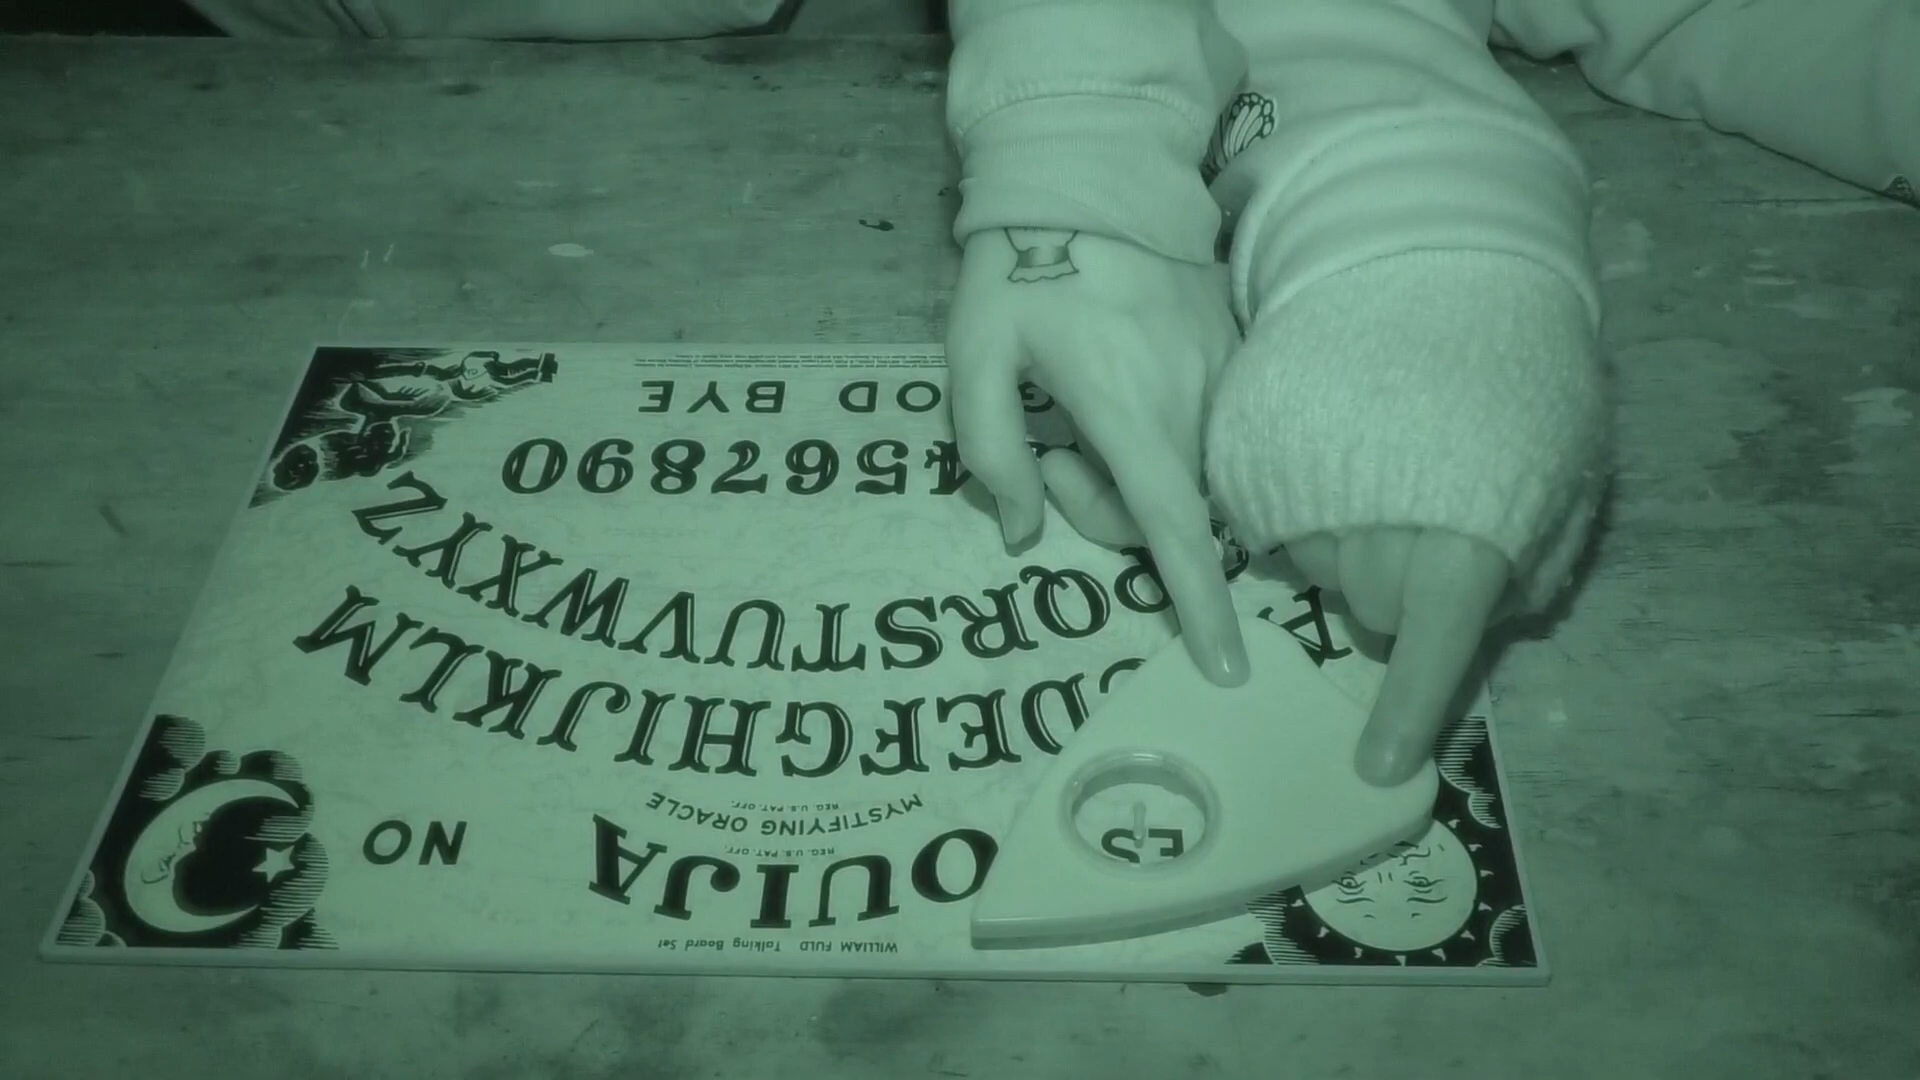 WILLIAM FULD Talking Board Set
ES OUIJA NO
REG. U.S. PAT. OFF.
MYSTIFYING ORACLE
REG. U.S. PAT. OFF.
A DEFGHIJKLM
PQRSTUVWXYZ
4567890
G OD BYE